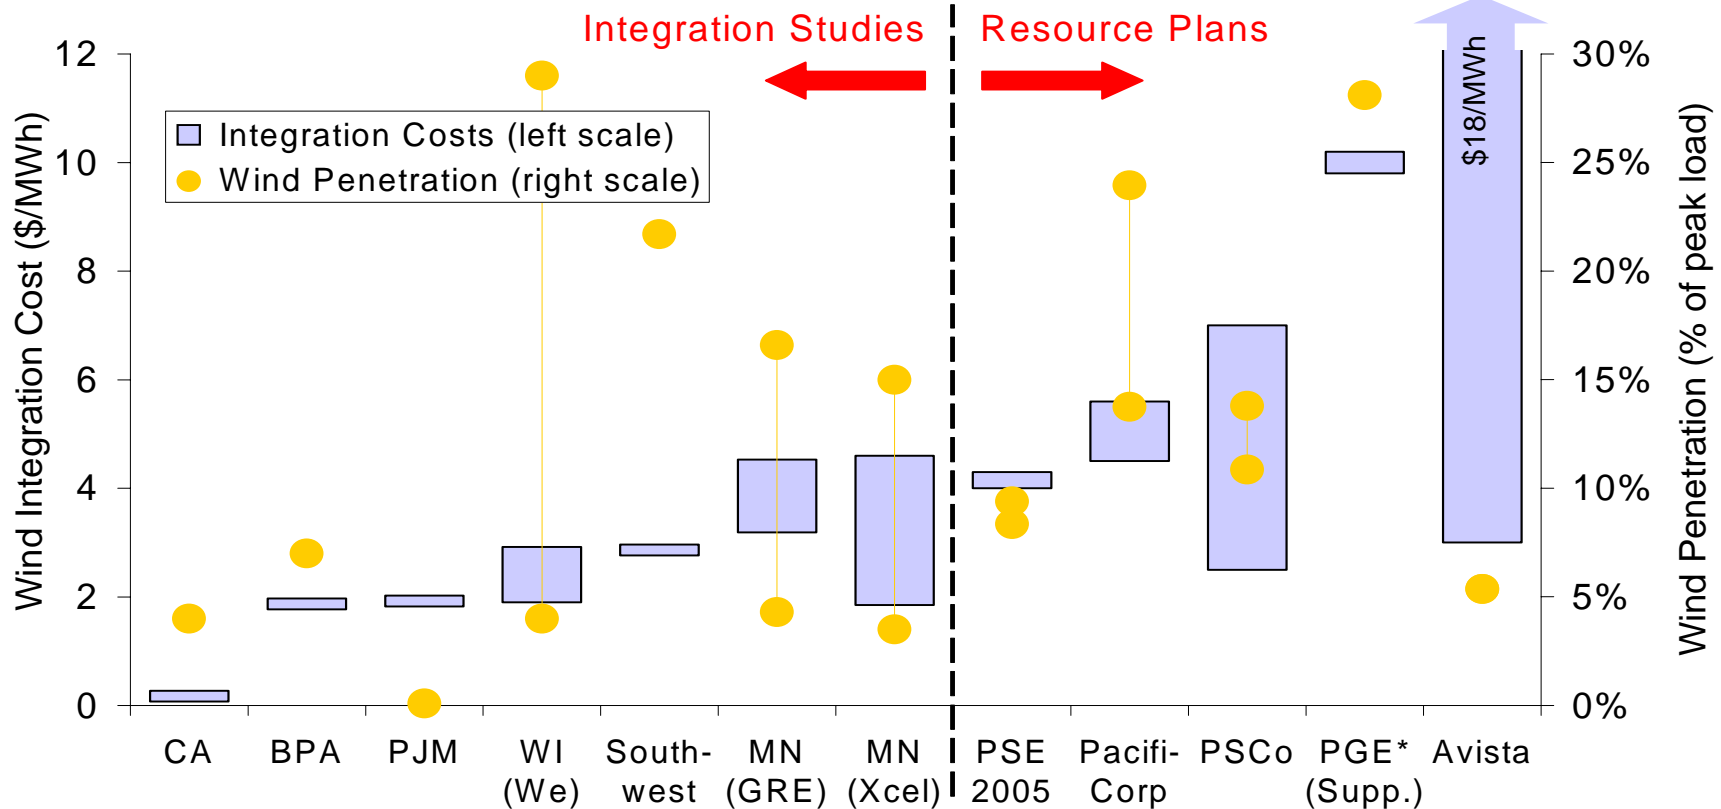 Integration Studies
Resource Plans
Wind Integration Cost ($/MWh)
12
10
8
6
4
2
0
Integration Costs (left scale)
Wind Penetration (right scale)
$18/MWh
30%
25%
20%
15%
10%
5%
0%
Wind Penetration (% of peak load)
CA
BPA
PJM
WI
(We)
South-
west
MN
(GRE)
MN
(Xcel)
PSE
2005
Pacifi-
Corp
PSCo
PGE*
(Supp.)
Avista